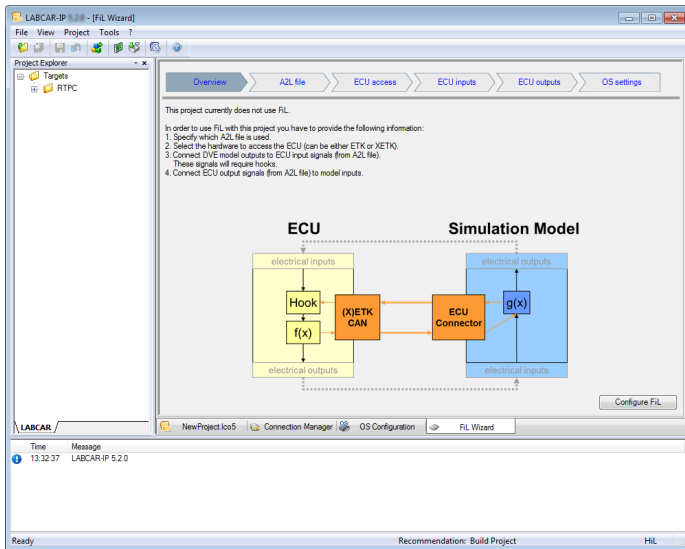 LABCAR-IP - [FiL Wizard]
File View Project Tools ?
Project Explorer
Targets
RTPC
LABCAR
Overview
A2L file
ECU access
ECU inputs
ECU outputs
OS settings
This project currently does not use FiL.
In order to use FiL with this project you have to provide the following information:
1. Specify which A2L file is used.
2. Select the hardware to access the ECU (can be either ETK or XETK).
3. Connect DVE model outputs to ECU input signals (from A2L file).
These signals will require hooks.
4. Connect ECU output signals (from A2L file) to model inputs.
ECU
Simulation Model
electrical inputs
electrical outputs
Hook
(X)ETK
CAN
ECU
Connector
g(x)
f(x)
electrical outputs
electrical inputs
Configure FiL
NewProject.lco5
Connection Manager
OS Configuration
FiL Wizard
Time Message
13:32:37 LABCAR-IP 5.2.0
Ready
Recommendation: Build Project
HiL